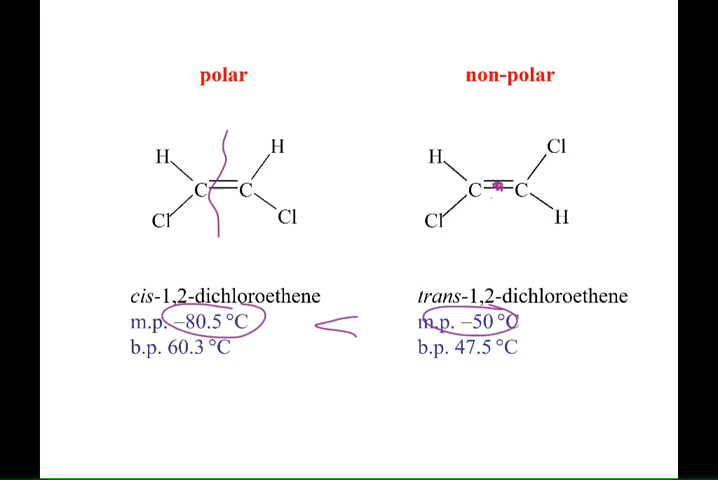 polar
non-polar
H
H
C
C
Cl
Cl
H
Cl
C
C
Cl
H
cis-1,2-dichloroethene
m.p. –80.5 °C
b.p. 60.3 °C
<
trans-1,2-dichloroethene
m.p. –50 °C
b.p. 47.5 °C